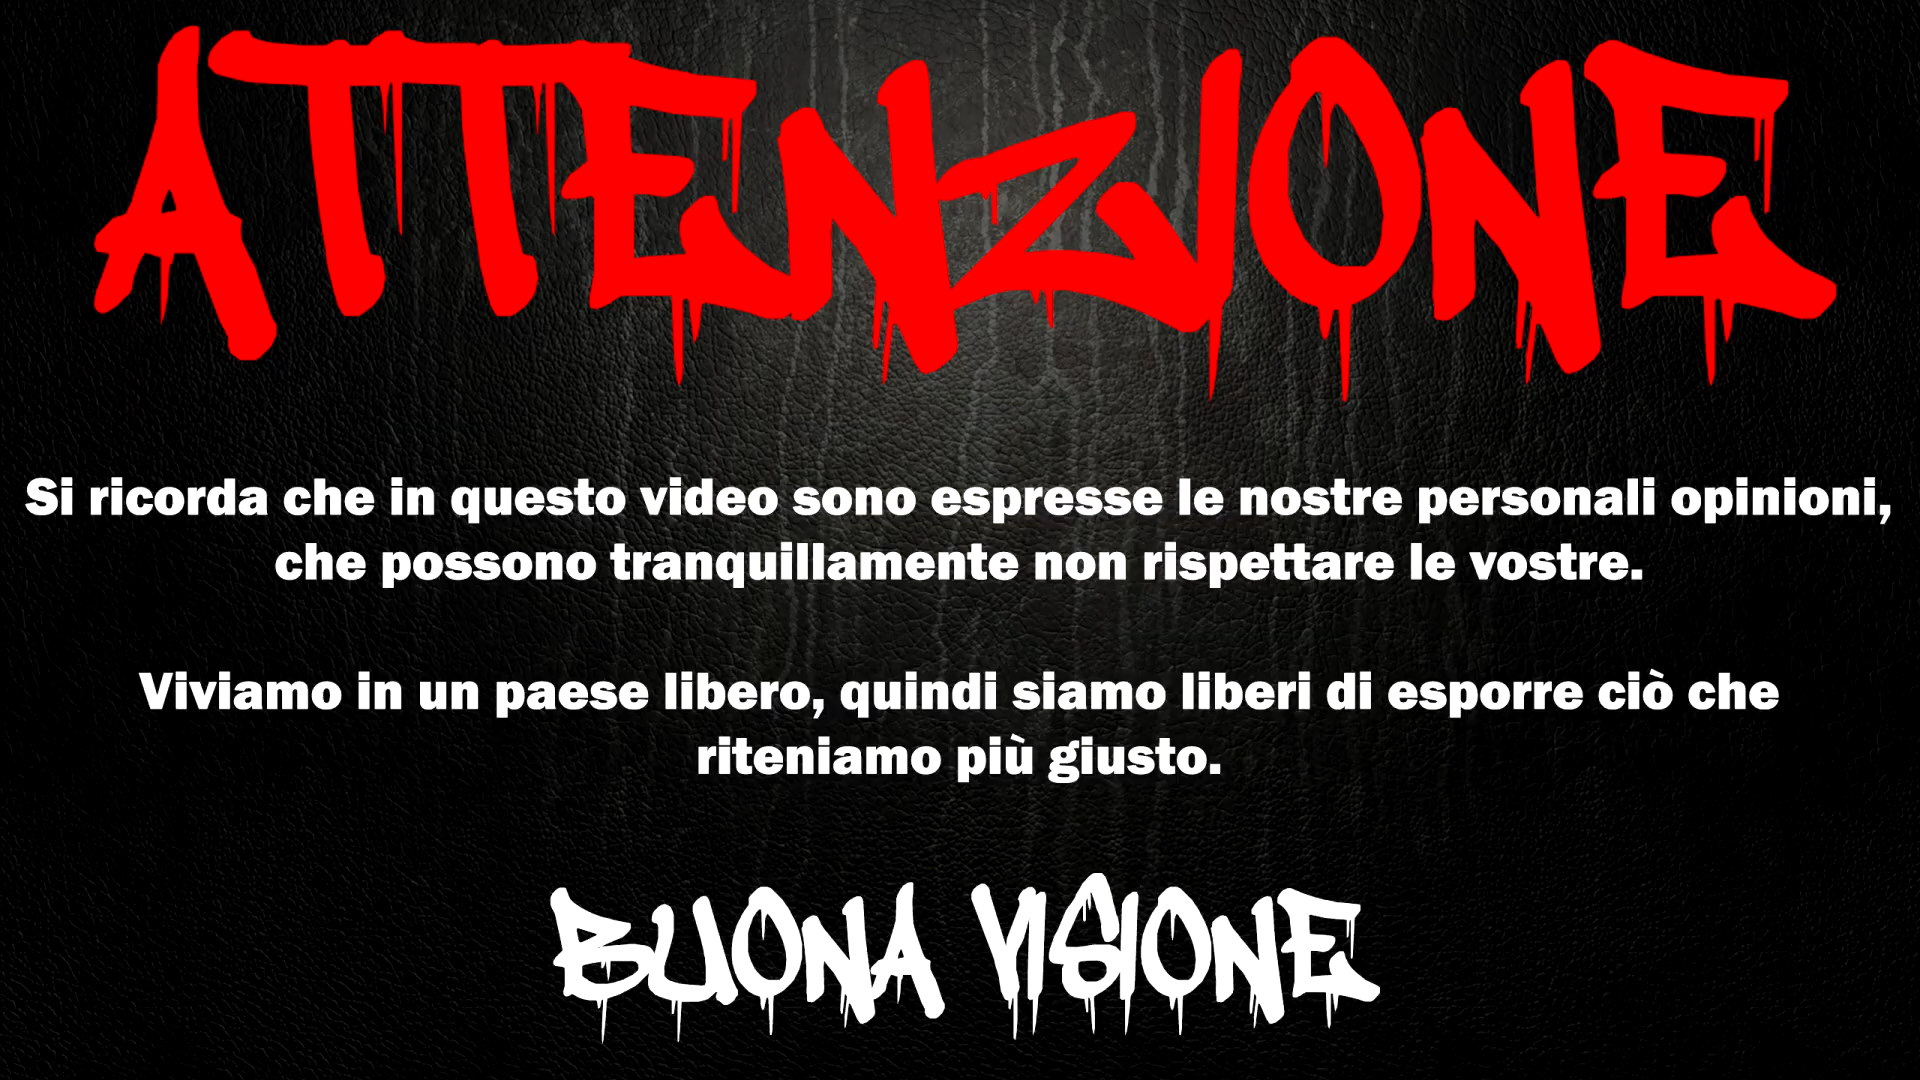 ATTENZIONE
Si ricorda che in questo video sono espresse le nostre personali opinioni,
che possono tranquillamente non rispettare le vostre.
Viviamo in un paese libero, quindi siamo liberi di esporre ciò che
riteniamo più giusto.
BUONA VISIONE